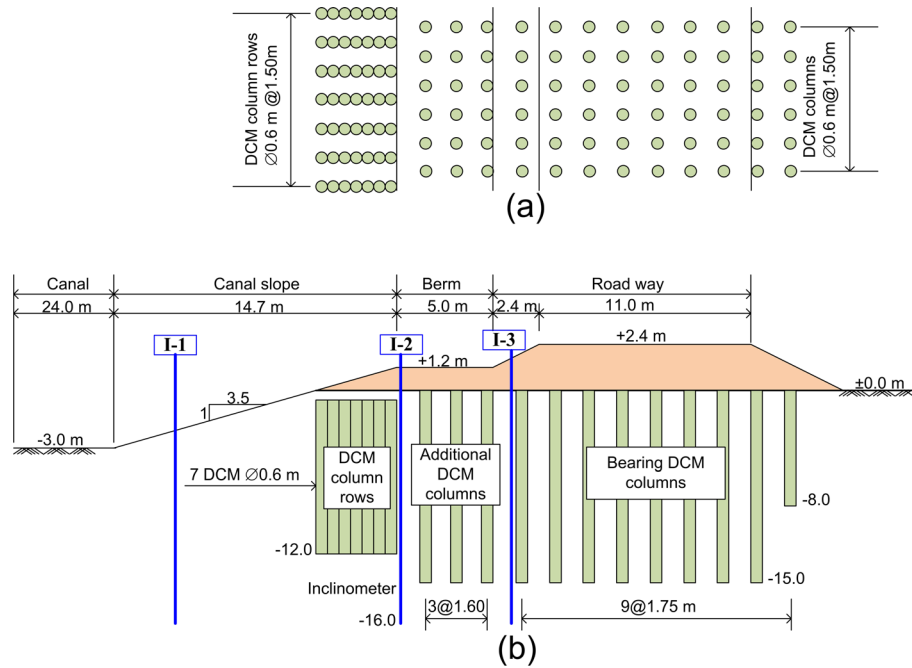 DCM column rows
Ø0.6 m @1.50m
DCM columns
Ø0.6 m@1.50m
(a)
Canal
Canal slope
Berm
Road way
24.0 m
14.7 m
5.0 m
2.4 m
11.0 m
I-1
I-2
I-3
+1.2 m
+2.4 m
±0.0 m
3.5
1
-3.0 m
7 DCM Ø0.6 m
DCM
column
rows
Additional
DCM
columns
Bearing DCM
columns
-8.0
-12.0
-15.0
Inclinometer
-16.0
3@1.60
9@1.75 m
(b)